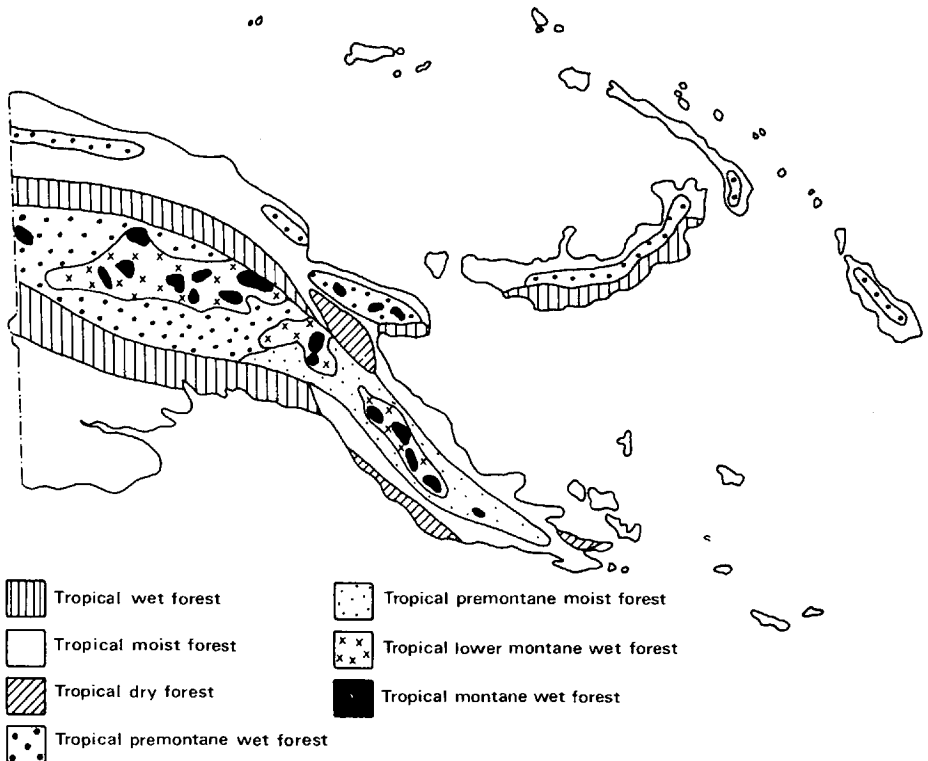 Tropical wet forest
Tropical moist forest
Tropical dry forest
Tropical premontane wet forest
Tropical premontane moist forest
Tropical lower montane wet forest
Tropical montane wet forest